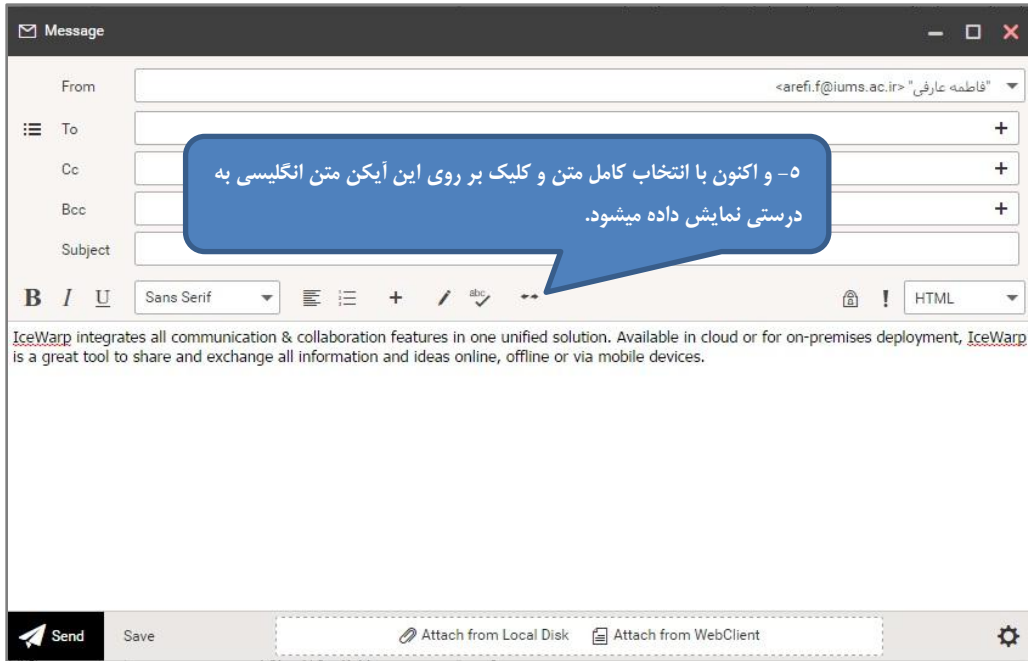 Message
From
"فاطمه عارفی" <arefi.f@iums.ac.ir>
To
Cc
Bcc
Subject
۵- و اکنون با انتخاب کامل متن و کلیک بر روی این آیکن متن انگلیسی به
درستی نمایش داده میشود.
B I U Sans Serif abc HTML
IceWarp integrates all communication & collaboration features in one unified solution. Available in cloud or for on-premises deployment, IceWarp
is a great tool to share and exchange all information and ideas online, offline or via mobile devices.
Send Save Attach from Local Disk Attach from WebClient